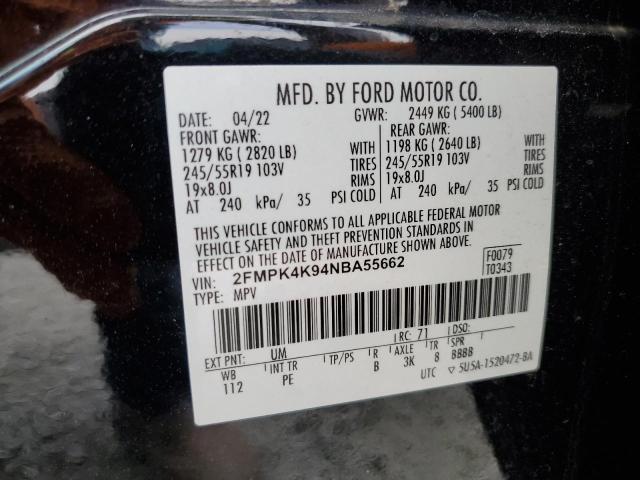 MFD. BY FORD MOTOR CO.
DATE: 04/22 GVWR: 2449 KG ( 5400 LB)
FRONT GAWR: REAR GAWR:
1279 KG ( 2820 LB) WITH 1198 KG ( 2640 LB) WITH
245/55R19 103V TIRES 245/55R19 103V TIRES
19x8.0J RIMS 19x8.0J RIMS
AT 240 kPa/ 35 PSI COLD AT 240 kPa/ 35 PSI COLD
THIS VEHICLE CONFORMS TO ALL APPLICABLE FEDERAL MOTOR
VEHICLE SAFETY AND THEFT PREVENTION STANDARDS IN
EFFECT ON THE DATE OF MANUFACTURE SHOWN ABOVE.
VIN: 2FMPK4K94NBA55662 F0079
TYPE: MPV T0343
RC: 71 DSO:
EXT PNT: UM
WB INT TR TP/PS R AXLE TR SPR
112 PE B 3K 8 BBBB
UTC ▽ 5U5A-1520472-BA